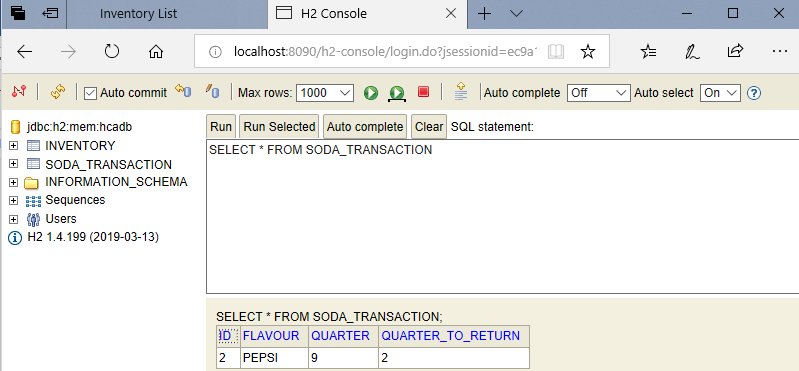 Inventory List
H2 Console
localhost:8090/h2-console/login.do?jsessionid=ec9a1
Auto commit
Max rows: 1000
Auto complete Off
Auto select On
jdbc:h2:mem:hcadb
INVENTORY
SODA_TRANSACTION
INFORMATION_SCHEMA
Sequences
Users
H2 1.4.199 (2019-03-13)
Run Run Selected Auto complete Clear SQL statement:
SELECT * FROM SODA_TRANSACTION
SELECT * FROM SODA_TRANSACTION;
ID FLAVOUR QUARTER QUARTER_TO_RETURN
2 PEPSI 9 2